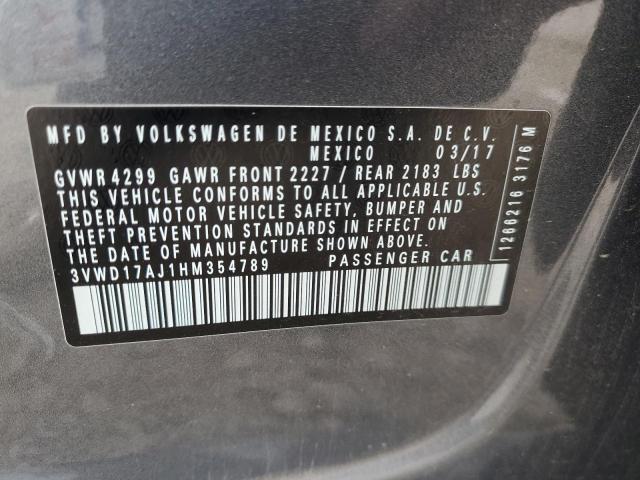 MFD BY VOLKSWAGEN DE MEXICO S.A. DE C.V.
MEXICO 03/17
GVWR 4299 GAWR FRONT 2227 / REAR 2183 LBS
THIS VEHICLE CONFORMS TO ALL APPLICABLE U.S.
FEDERAL MOTOR VEHICLE SAFETY, BUMPER AND
THEFT PREVENTION STANDARDS IN EFFECT ON
THE DATE OF MANUFACTURE SHOWN ABOVE.
3VWD17AJ1HM354789 PASSENGER CAR
1266216 3176 M